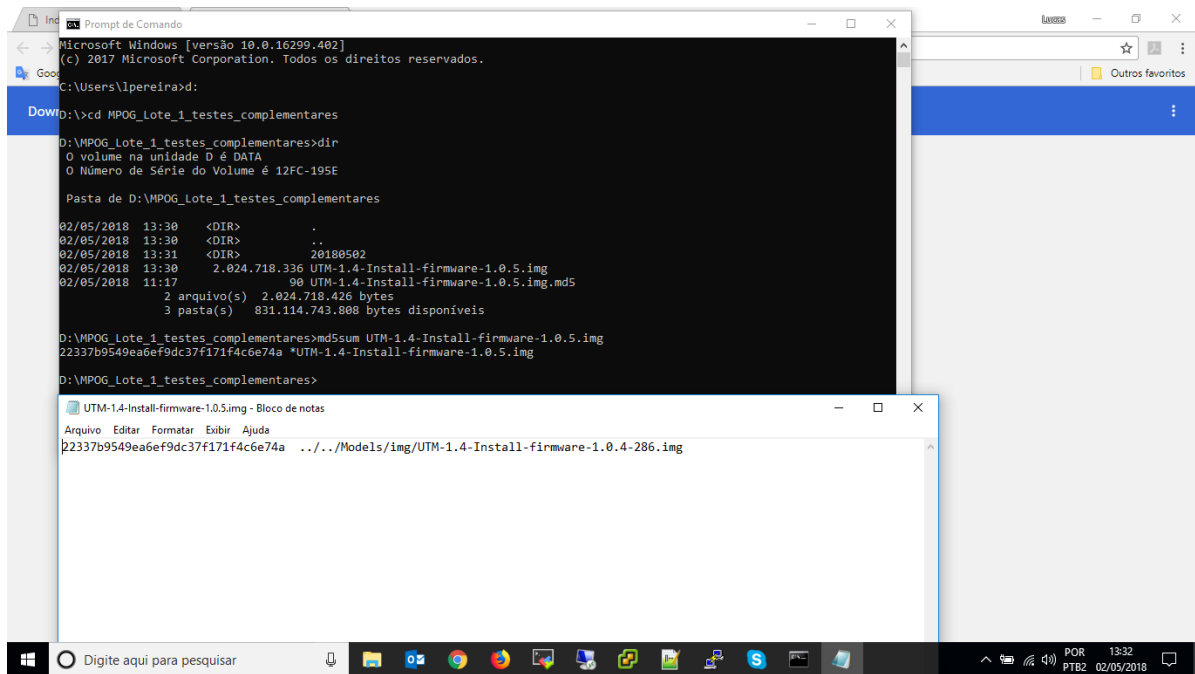 Ind
Prompt de Comando
Lucas
Goo
Outros favoritos
Down
Microsoft Windows [versão 10.0.16299.402]
(c) 2017 Microsoft Corporation. Todos os direitos reservados.
C:\Users\lpereira>d:
D:\>cd MPOG_Lote_1_testes_complementares
D:\MPOG_Lote_1_testes_complementares>dir
O volume na unidade D é DATA
O Número de Série do Volume é 12FC-195E
Pasta de D:\MPOG_Lote_1_testes_complementares
02/05/2018  13:30    <DIR>          .
02/05/2018  13:30    <DIR>          ..
02/05/2018  13:31    <DIR>          20180502
02/05/2018  13:30     2.024.718.336 UTM-1.4-Install-firmware-1.0.5.img
02/05/2018  11:17                90 UTM-1.4-Install-firmware-1.0.5.img.md5
2 arquivo(s)  2.024.718.426 bytes
3 pasta(s)   831.114.743.808 bytes disponíveis
D:\MPOG_Lote_1_testes_complementares>md5sum UTM-1.4-Install-firmware-1.0.5.img
22337b9549ea6ef9dc37f171f4c6e74a *UTM-1.4-Install-firmware-1.0.5.img
D:\MPOG_Lote_1_testes_complementares>
UTM-1.4-Install-firmware-1.0.5.img - Bloco de notas
Arquivo Editar Formatar Exibir Ajuda
22337b9549ea6ef9dc37f171f4c6e74a  ../../Models/img/UTM-1.4-Install-firmware-1.0.4-286.img
Digite aqui para pesquisar
POR
PTB2
13:32
02/05/2018